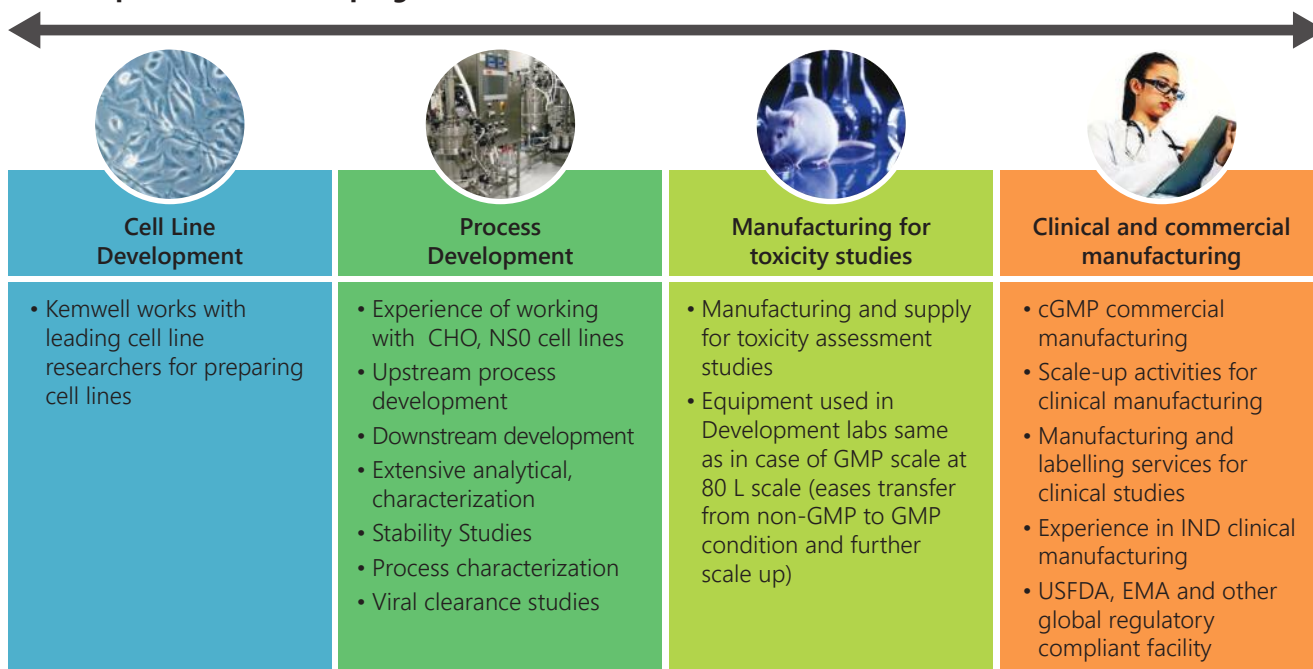 Cell Line
Development
• Kemwell works with
leading cell line
researchers for preparing
cell lines
Process
Development
• Experience of working
with CHO, NS0 cell lines
• Upstream process
development
• Downstream development
• Extensive analytical,
characterization
• Stability Studies
• Process characterization
• Viral clearance studies
Manufacturing for
toxicity studies
• Manufacturing and supply
for toxicity assessment
studies
• Equipment used in
Development labs same
as in case of GMP scale at
80 L scale (eases transfer
from non-GMP to GMP
condition and further
scale up)
Clinical and commercial
manufacturing
• cGMP commercial
manufacturing
• Scale-up activities for
clinical manufacturing
• Manufacturing and
labelling services for
clinical studies
• Experience in IND clinical
manufacturing
• USFDA, EMA and other
global regulatory
compliant facility